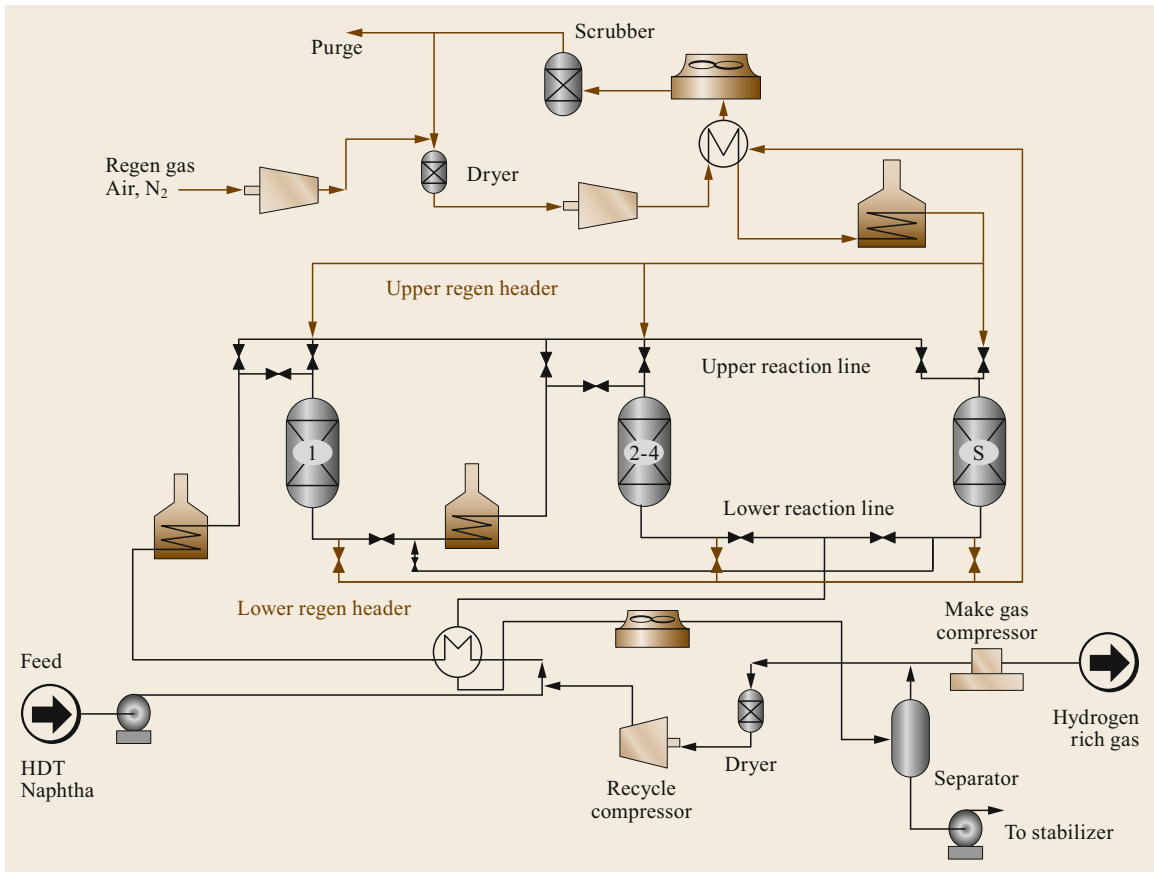 Scrubber
Purge
Regen gas
Air, N₂
Dryer
Upper regen header
Upper reaction line
1
2-4
S
Lower reaction line
Lower regen header
Make gas
compressor
Feed
HDT
Naphtha
Hydrogen
rich gas
Dryer
Separator
Recycle
compressor
To stabilizer